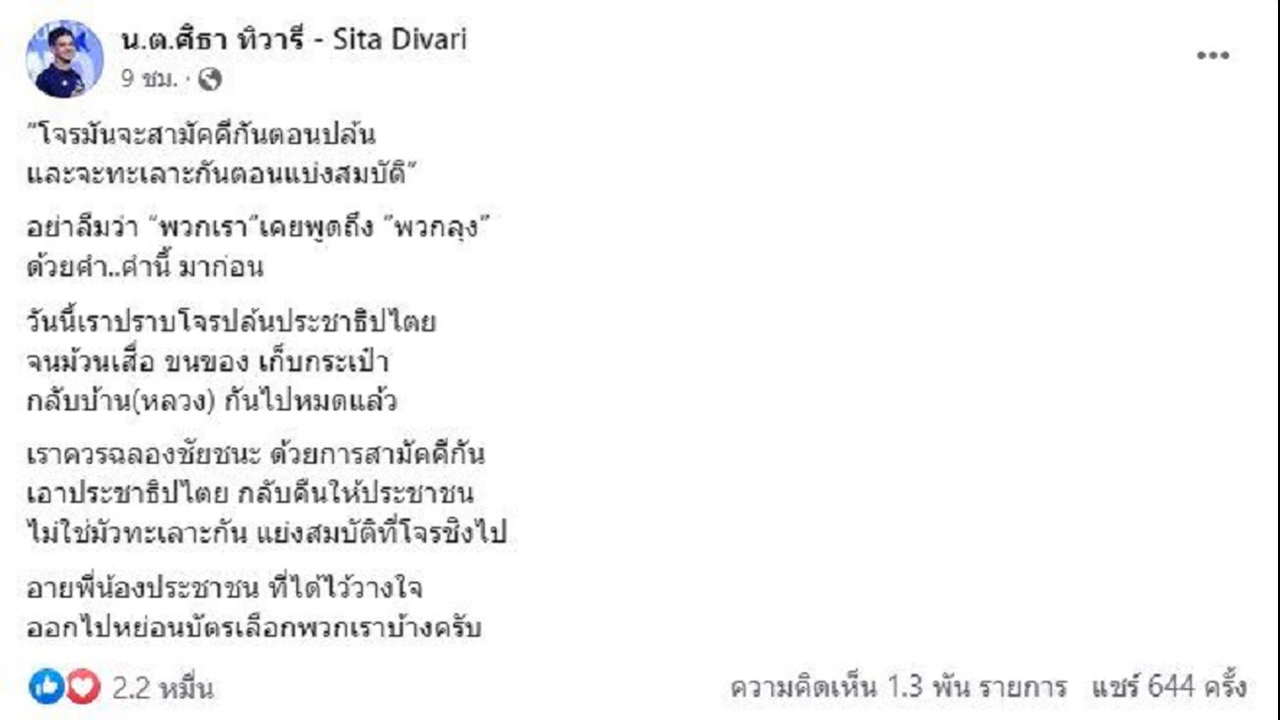 น.ต.ศิธา ทิวารี - Sita Divari
9 ชม. ·
“โจรมันจะสามัคคีกันตอนปล้น
และจะทะเลาะกันตอนแบ่งสมบัติ”
อย่าลืมว่า “พวกเรา”เคยพูดถึง “พวกลุง”
ด้วยคำ..คำนี้ มาก่อน
วันนี้เราปราบโจรปล้นประชาธิปไตย
จนม้วนเสื่อ ขนของ เก็บกระเป๋า
กลับบ้าน(หลวง) กันไปหมดแล้ว
เราควรฉลองชัยชนะ ด้วยการสามัคคีกัน
เอาประชาธิปไตย กลับคืนให้ประชาชน
ไม่ใช่มัวทะเลาะกัน แย่งสมบัติที่โจรชิงไป
อายพี่น้องประชาชน ที่ได้ไว้วางใจ
ออกไปหย่อนบัตรเลือกพวกเราบ้างครับ
2.2 หมื่น
ความคิดเห็น 1.3 พัน รายการ แชร์ 644 ครั้ง